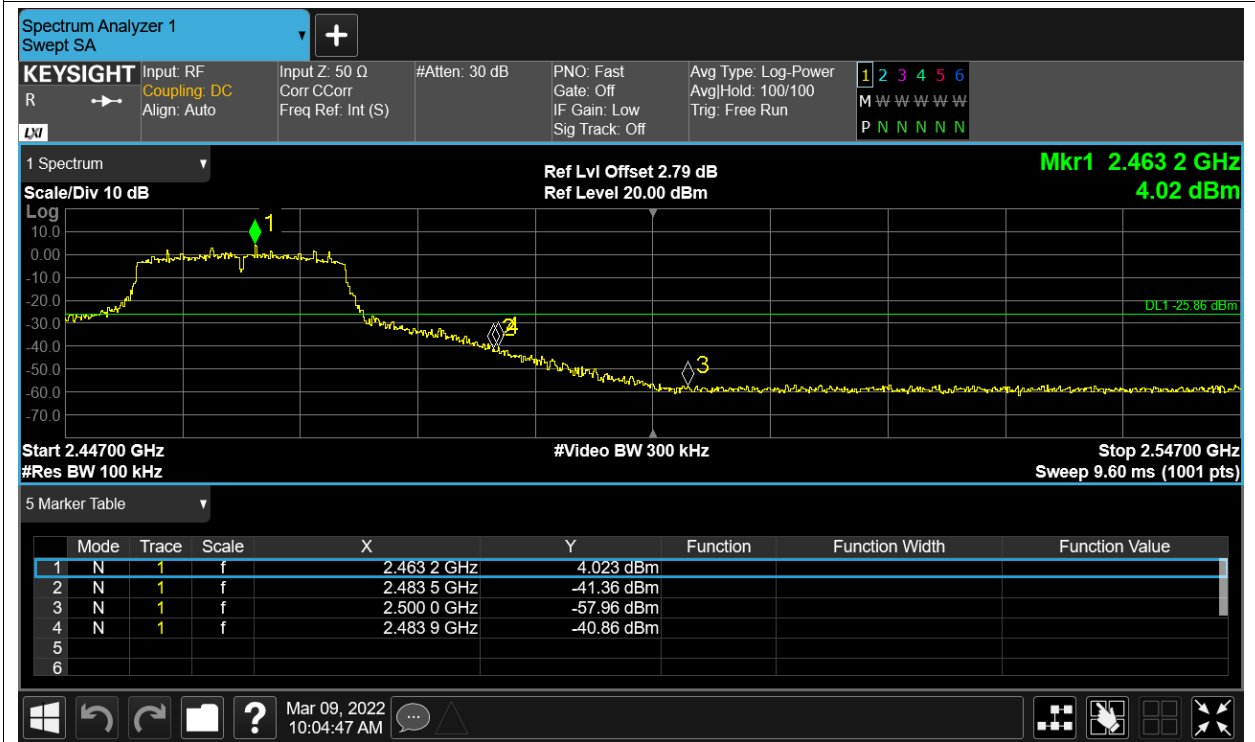 Spectrum Analyzer 1
Swept SA
KEYSIGHT
R
LXI
Input: RF
Coupling: DC
Align: Auto
Input Z: 50 Ω
Corr CCorr
Freq Ref: Int (S)
#Atten: 30 dB
PNO: Fast
Gate: Off
IF Gain: Low
Sig Track: Off
Avg Type: Log-Power
Avg|Hold: 100/100
Trig: Free Run
1 2 3 4 5 6
M W W W W W
P N N N N N
1 Spectrum
Scale/Div 10 dB
Ref Lvl Offset 2.79 dB
Ref Level 20.00 dBm
Mkr1 2.463 2 GHz
4.02 dBm
Log
10.0
0.00
-10.0
-20.0
-30.0
-40.0
-50.0
-60.0
-70.0
1
4
3
DL1 -25.86 dBm
Start 2.44700 GHz
#Res BW 100 kHz
#Video BW 300 kHz
Stop 2.54700 GHz
Sweep 9.60 ms (1001 pts)
5 Marker Table
Mode Trace Scale X Y Function Function Width Function Value
1 N 1 f 2.463 2 GHz 4.023 dBm
2 N 1 f 2.483 5 GHz -41.36 dBm
3 N 1 f 2.500 0 GHz -57.96 dBm
4 N 1 f 2.483 9 GHz -40.86 dBm
5
6
?
Mar 09, 2022
10:04:47 AM